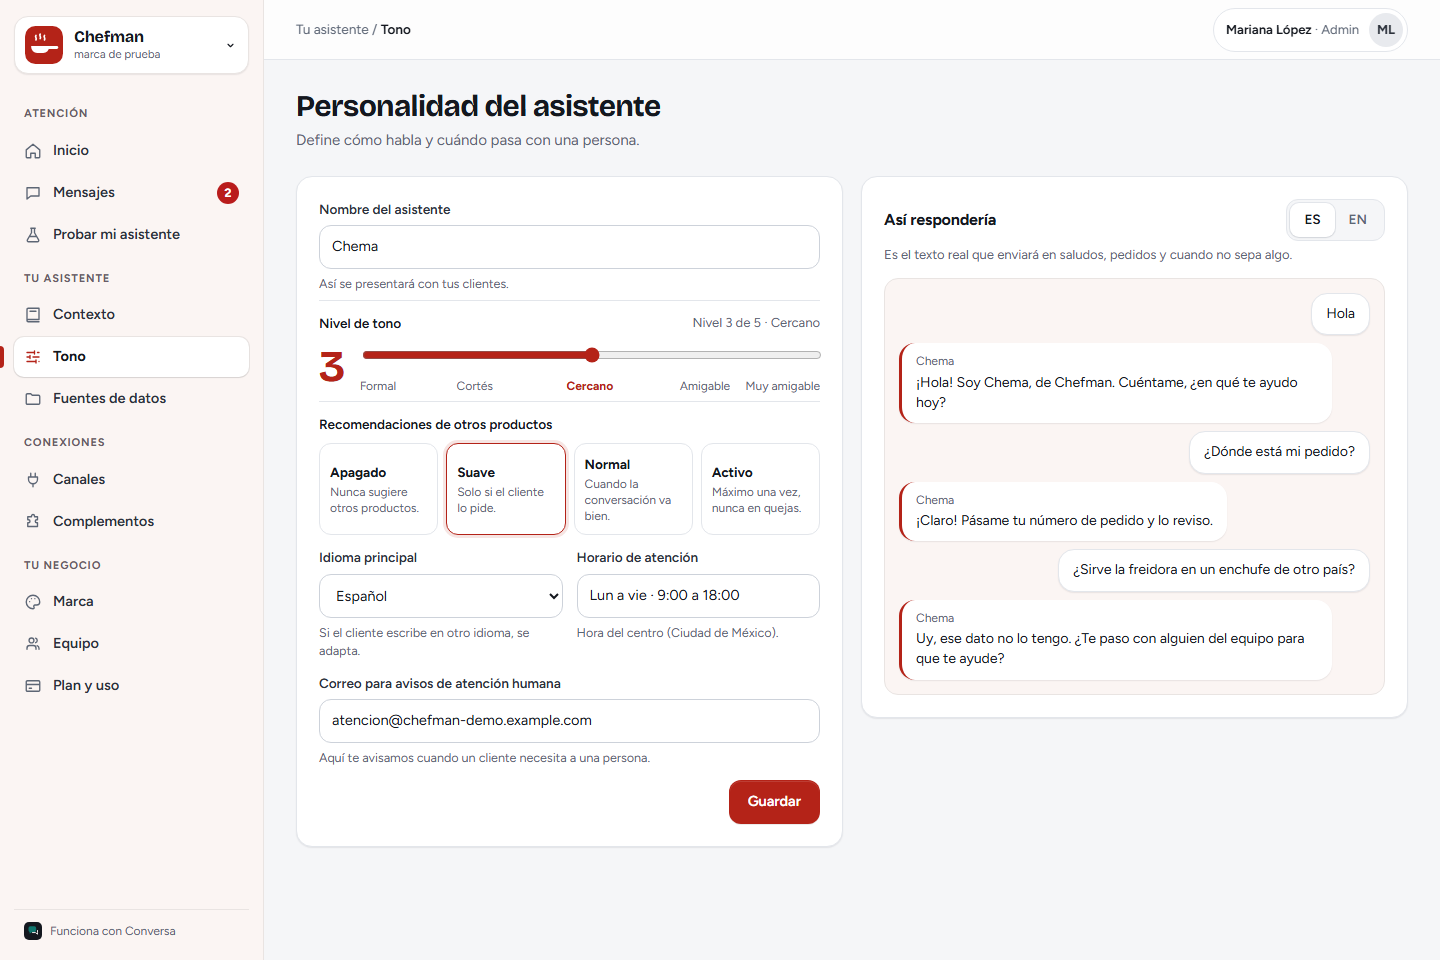 Chefman
marca de prueba
ATENCIÓN
Inicio
Mensajes
2
Probar mi asistente
TU ASISTENTE
Contexto
Tono
Fuentes de datos
CONEXIONES
Canales
Complementos
TU NEGOCIO
Marca
Equipo
Plan y uso
Funciona con Conversa
Tu asistente / Tono
Mariana López · Admin
ML
Personalidad del asistente
Define cómo habla y cuándo pasa con una persona.
Nombre del asistente
Chema
Así se presentará con tus clientes.
Nivel de tono
Nivel 3 de 5 · Cercano
3
Formal
Cortés
Cercano
Amigable
Muy amigable
Recomendaciones de otros productos
Apagado
Nunca sugiere
otros productos.
Suave
Solo si el cliente
lo pide.
Normal
Cuando la
conversación va
bien.
Activo
Máximo una vez,
nunca en quejas.
Idioma principal
Español
Si el cliente escribe en otro idioma, se
adapta.
Horario de atención
Lun a vie · 9:00 a 18:00
Hora del centro (Ciudad de México).
Correo para avisos de atención humana
atencion@chefman-demo.example.com
Aquí te avisamos cuando un cliente necesita a una persona.
Guardar
Así respondería
ES
EN
Es el texto real que enviará en saludos, pedidos y cuando no sepa algo.
Hola
Chema
¡Hola! Soy Chema, de Chefman. Cuéntame, ¿en qué te ayudo
hoy?
¿Dónde está mi pedido?
Chema
¡Claro! Pásame tu número de pedido y lo reviso.
¿Sirve la freidora en un enchufe de otro país?
Chema
Uy, ese dato no lo tengo. ¿Te paso con alguien del equipo para
que te ayude?